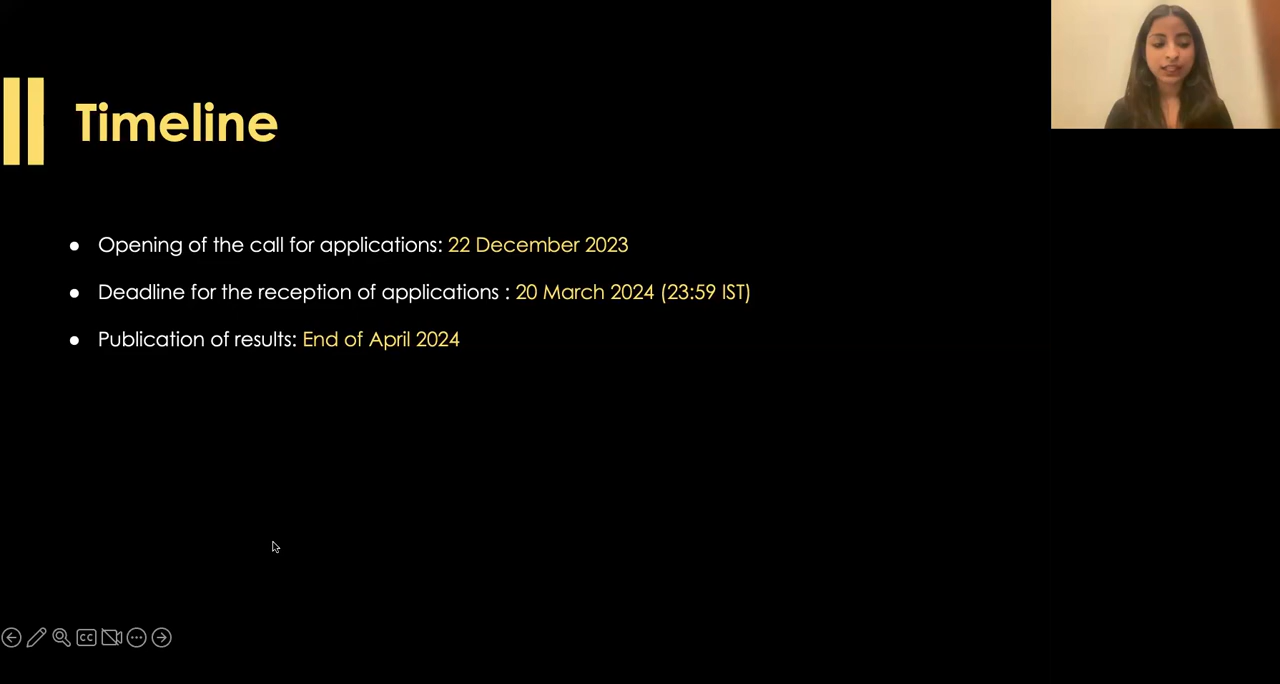 Timeline
● Opening of the call for applications: 22 December 2023
● Deadline for the reception of applications : 20 March 2024 (23:59 IST)
● Publication of results: End of April 2024
CC